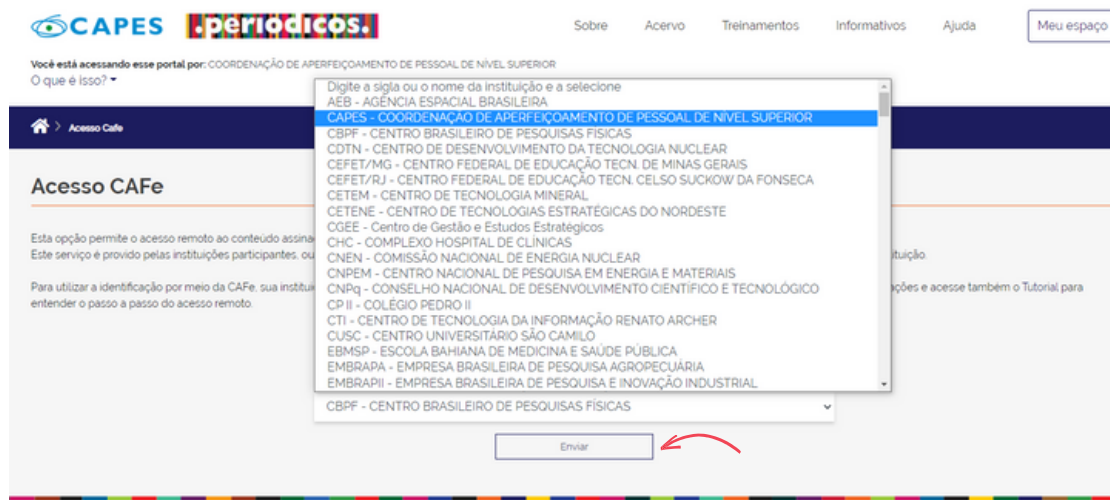 CAPES .periódicos.
Sobre Acervo Treinamentos Informativos Ajuda Meu espaço
Você está acessando esse portal por: COORDENAÇÃO DE APERFEIÇOAMENTO DE PESSOAL DE NÍVEL SUPERIOR
O que é isso?
Acesso Cafe
Digite a sigla ou o nome da instituição e a selecione
AEB - AGÊNCIA ESPACIAL BRASILEIRA
CAPES - COORDENAÇÃO DE APERFEIÇOAMENTO DE PESSOAL DE NÍVEL SUPERIOR
CBPF - CENTRO BRASILEIRO DE PESQUISAS FÍSICAS
CDTN - CENTRO DE DESENVOLVIMENTO DA TECNOLOGIA NUCLEAR
CEFET/MG - CENTRO FEDERAL DE EDUCAÇÃO TECN. DE MINAS GERAIS
CEFET/RJ - CENTRO FEDERAL DE EDUCAÇÃO TECN. CELSO SUCKOW DA FONSECA
CETEM - CENTRO DE TECNOLOGIA MINERAL
CETENE - CENTRO DE TECNOLOGIAS ESTRATÉGICAS DO NORDESTE
CGEE - Centro de Gestão e Estudos Estratégicos
CHC - COMPLEXO HOSPITAL DE CLÍNICAS
CNEN - COMISSÃO NACIONAL DE ENERGIA NUCLEAR
CNPEM - CENTRO NACIONAL DE PESQUISA EM ENERGIA E MATERIAIS
CNPq - CONSELHO NACIONAL DE DESENVOLVIMENTO CIENTÍFICO E TECNOLÓGICO
CP II - COLÉGIO PEDRO II
CTI - CENTRO DE TECNOLOGIA DA INFORMAÇÃO RENATO ARCHER
CUSC - CENTRO UNIVERSITÁRIO SÃO CAMILO
EBMSP - ESCOLA BAHIANA DE MEDICINA E SAÚDE PÚBLICA
EMBRAPA - EMPRESA BRASILEIRA DE PESQUISA AGROPECUÁRIA
EMBRAPII - EMPRESA BRASILEIRA DE PESQUISA E INOVAÇÃO INDUSTRIAL
Acesso CAFe
Esta opção permite o acesso remoto ao conteúdo
Este serviço é provido pelas instituições participantes,
Para utilizar a identificação por meio da CAFe, sua ações e acesse também o Tutorial para
entender o passo a passo do acesso remoto.
CBPF - CENTRO BRASILEIRO DE PESQUISAS FÍSICAS
Enviar